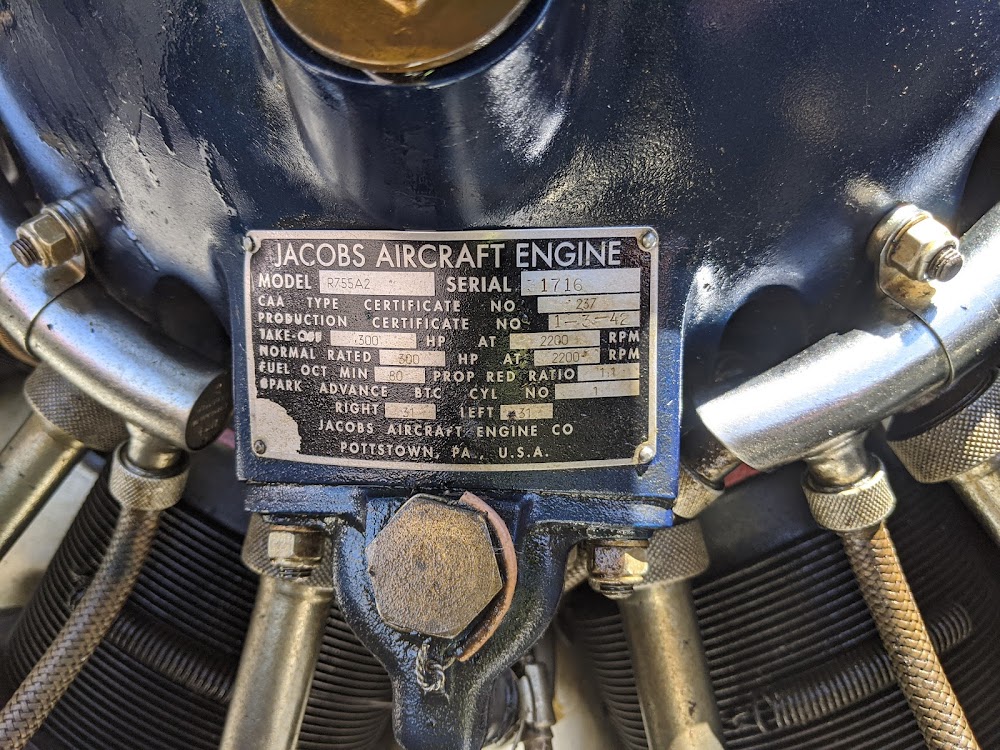 JACOBS AIRCRAFT ENGINE
MODEL R755A2 SERIAL 1716
CAA TYPE CERTIFICATE NO 237
PRODUCTION CERTIFICATE NO
TAKE-OFF 300 HP AT 2200 RPM
NORMAL RATED 300 HP AT 2200 RPM
FUEL OCT MIN 80 PROP RED RATIO 1:1
SPARK ADVANCE BTC CYL NO 1
RIGHT 31 LEFT 31
JACOBS AIRCRAFT ENGINE CO
POTTSTOWN, PA., U.S.A.